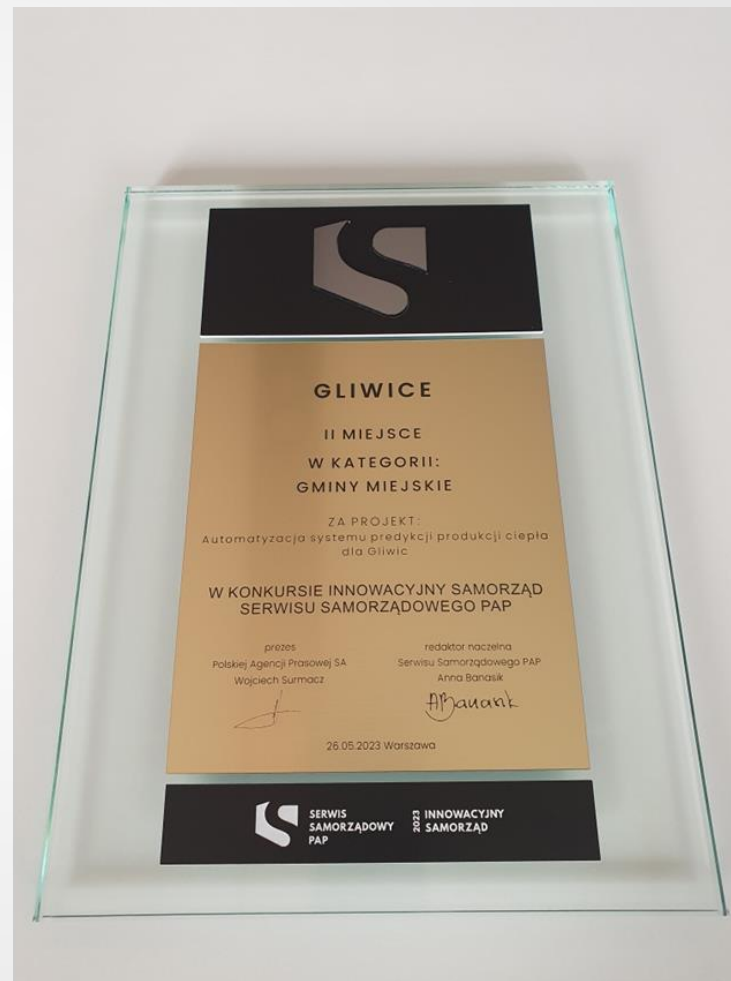 GLIWICE
II MIEJSCE
W KATEGORII:
GMINY MIEJSKIE
ZA PROJEKT:
Automatyzacja systemu predykcji produkcji ciepła
dla Gliwic
W KONKURSIE INNOWACYJNY SAMORZĄD
SERWISU SAMORZĄDOWEGO PAP
prezes
Polskiej Agencji Prasowej SA
Wojciech Surmacz
redaktor naczelna
Serwisu Samorządowego PAP
Anna Banasik
ABanasik
26.05.2023 Warszawa
SERWIS
SAMORZĄDOWY
PAP
2023
INNOWACYJNY
SAMORZĄD